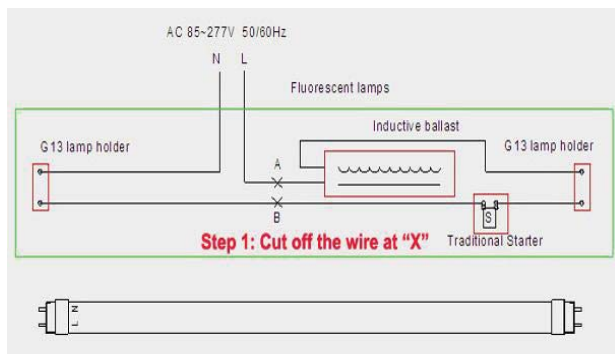 AC 85~277V 50/60Hz
N L
Fluorescent lamps
Inductive ballast
G13 lamp holder
G13 lamp holder
A
B
S
Step 1: Cut off the wire at “X”
Traditional Starter
L N